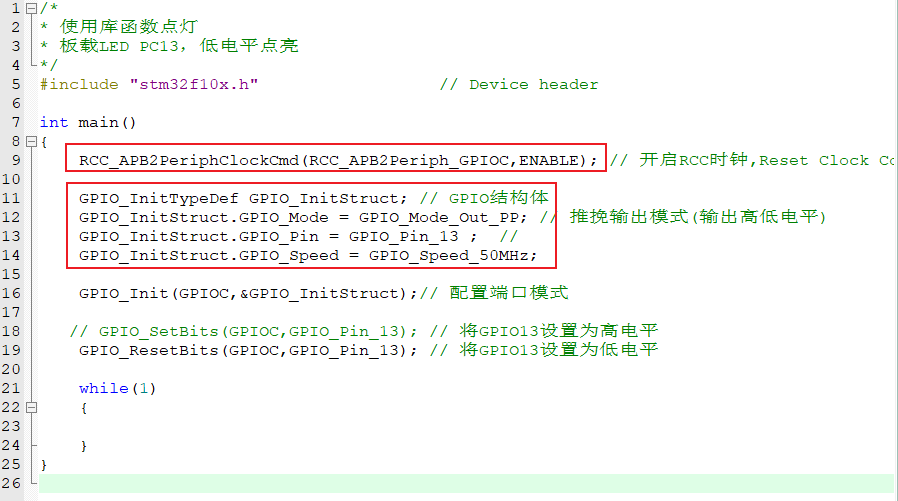 1 /*
2 * 使用库函数点灯
3 * 板载LED PC13，低电平点亮
4 */
5 #include "stm32f10x.h" // Device header
6
7 int main()
8 {
9 RCC_APB2PeriphClockCmd(RCC_APB2Periph_GPIOC,ENABLE); // 开启RCC时钟,Reset Clock Co
10
11 GPIO_InitTypeDef GPIO_InitStruct; // GPIO结构体
12 GPIO_InitStruct.GPIO_Mode = GPIO_Mode_Out_PP; // 推挽输出模式(输出高低电平)
13 GPIO_InitStruct.GPIO_Pin = GPIO_Pin_13 ; //
14 GPIO_InitStruct.GPIO_Speed = GPIO_Speed_50MHz;
15
16 GPIO_Init(GPIOC,&GPIO_InitStruct);// 配置端口模式
17
18 // GPIO_SetBits(GPIOC,GPIO_Pin_13); // 将GPIO13设置为高电平
19 GPIO_ResetBits(GPIOC,GPIO_Pin_13); // 将GPIO13设置为低电平
20
21 while(1)
22 {
23
24 }
25 }
26